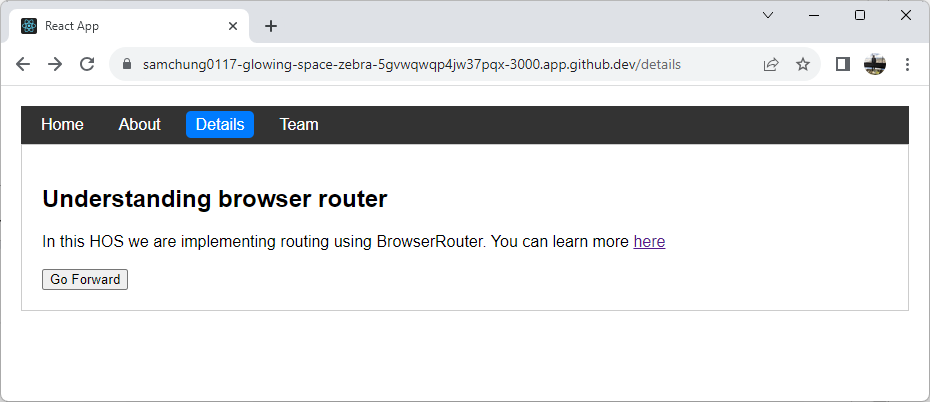 React App
samchung0117-glowing-space-zebra-5gvwqwqp4jw37pqx-3000.app.github.dev/details
Home About Details Team
Understanding browser router
In this HOS we are implementing routing using BrowserRouter. You can learn more here
Go Forward